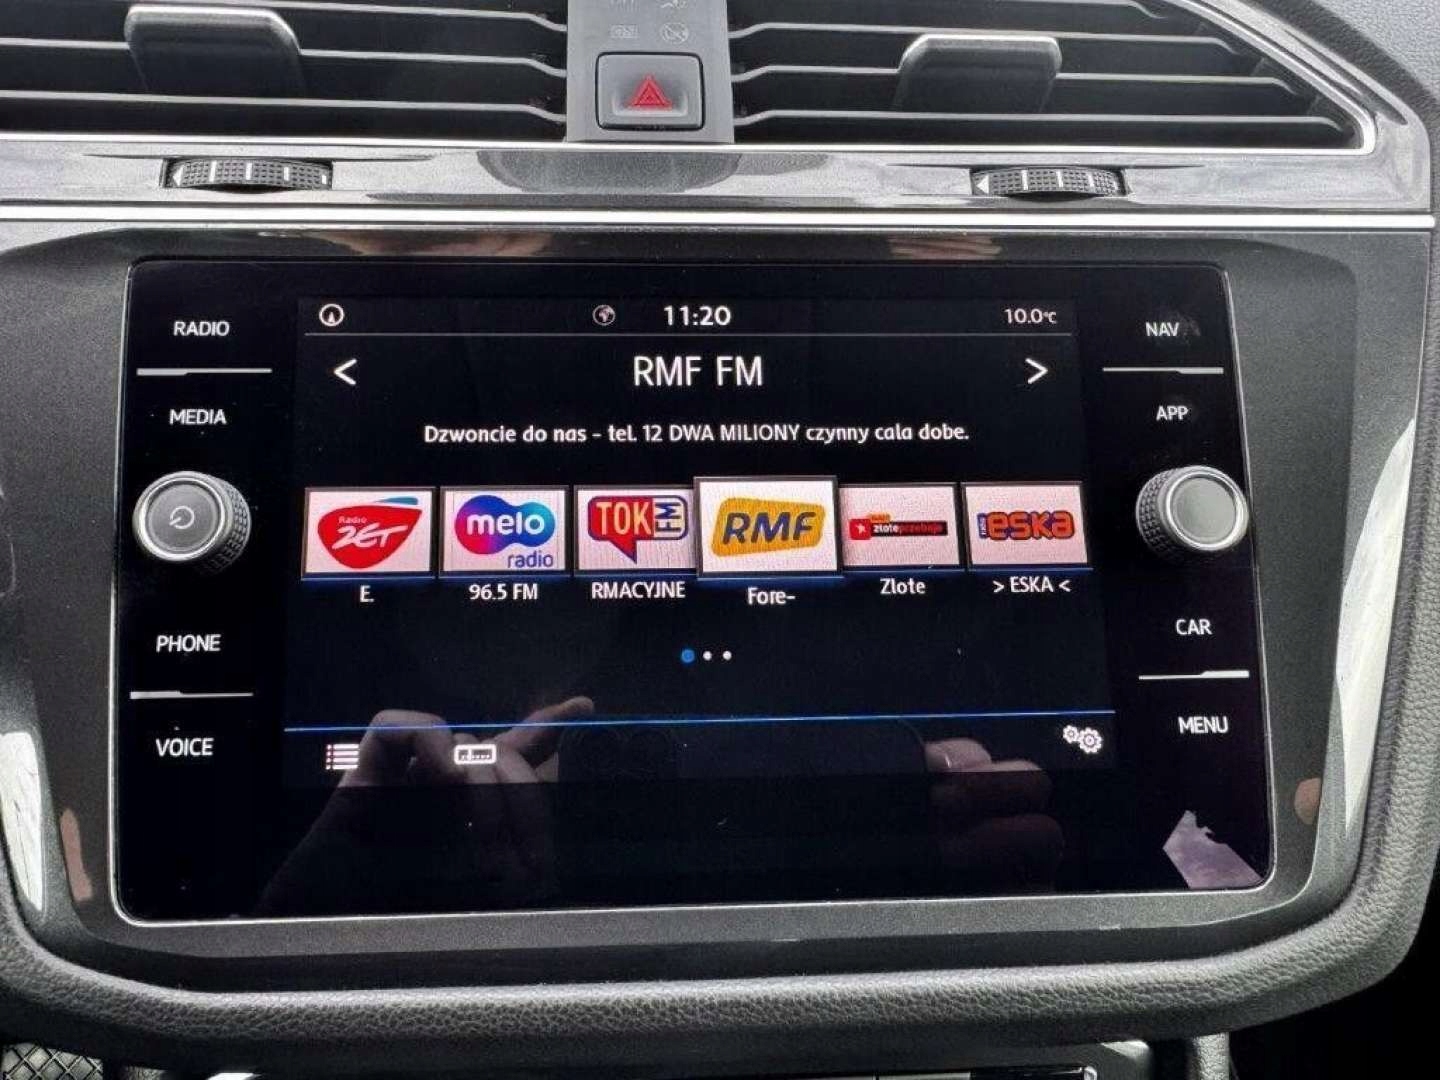 11:20
10.0°C
RADIO
NAV
< RMF FM >
MEDIA
APP
Dzwoncie do nas - tel. 12 DWA MILIONY czynny cala dobe.
Radio
ZET
melo
radio
TOK
FM
RMF
złoteprzeboje
eska
E.
96.5 FM
RMACYJNE
Fore-
Zlote
> ESKA <
PHONE
CAR
VOICE
MENU